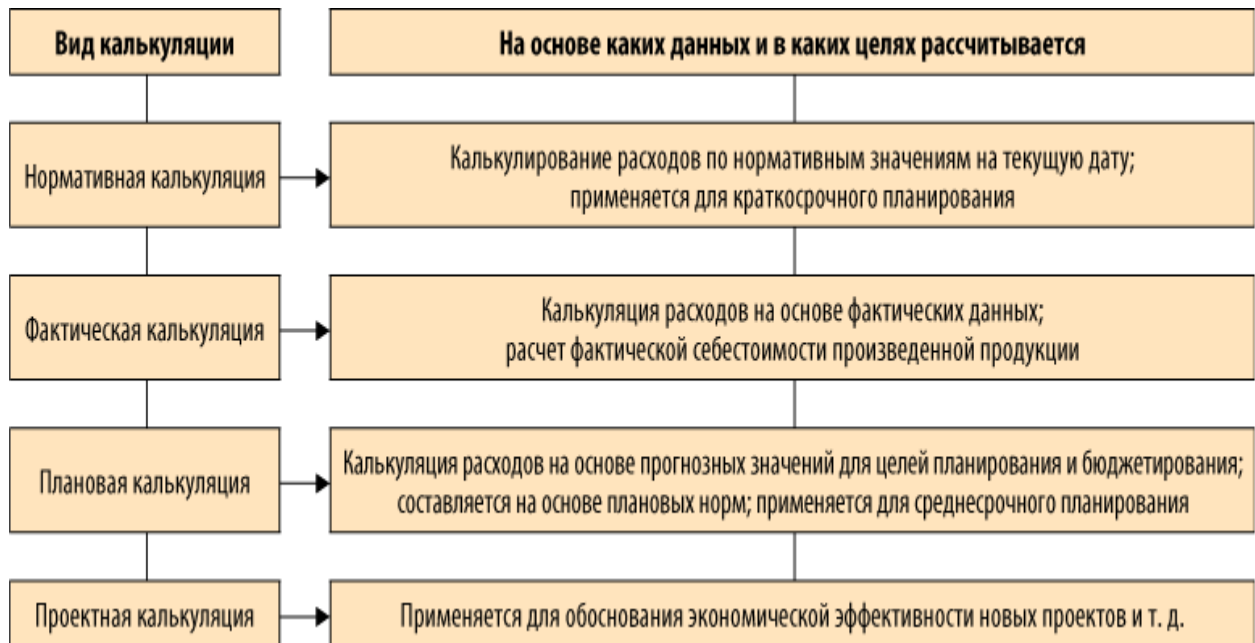 Вид калькуляции
На основе каких данных и в каких целях рассчитывается
Нормативная калькуляция
Калькулирование расходов по нормативным значениям на текущую дату;
применяется для краткосрочного планирования
Фактическая калькуляция
Калькуляция расходов на основе фактических данных;
расчет фактической себестоимости произведенной продукции
Плановая калькуляция
Калькуляция расходов на основе прогнозных значений для целей планирования и бюджетирования;
составляется на основе плановых норм; применяется для среднесрочного планирования
Проектная калькуляция
Применяется для обоснования экономической эффективности новых проектов и т. д.